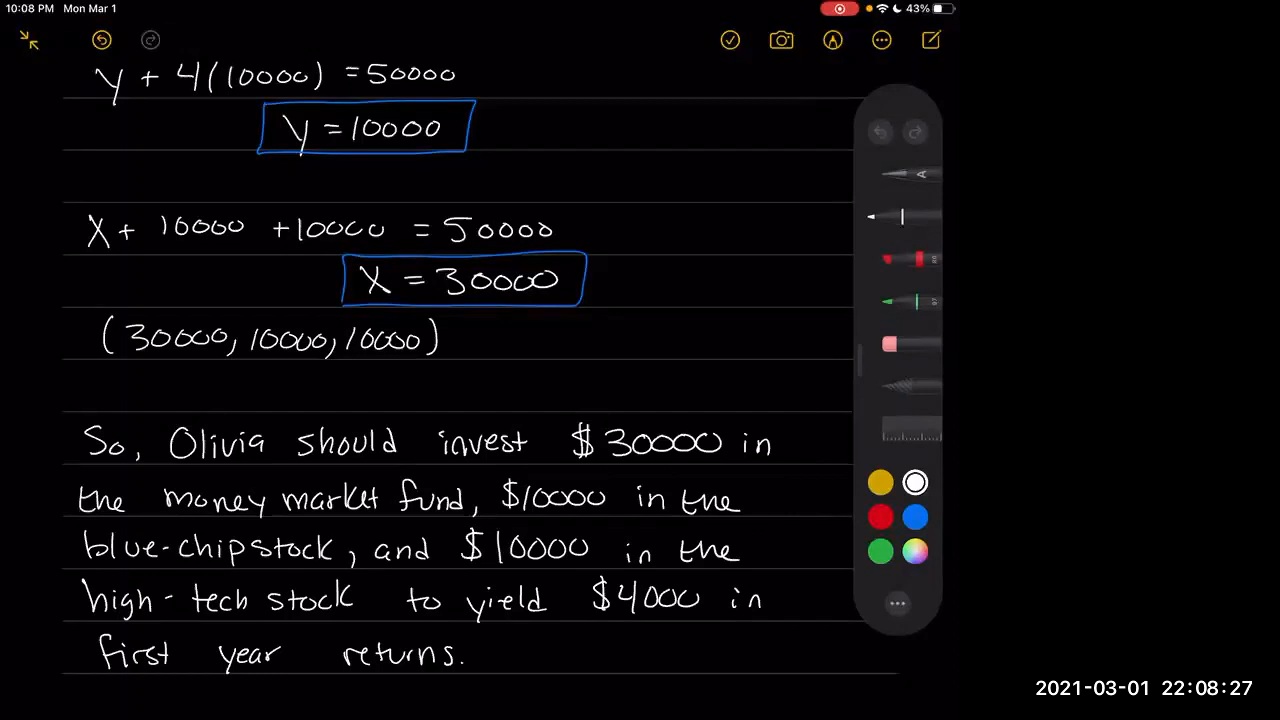 10:08 PM Mon Mar 1
43%
y + 4(10000) = 50000
y = 10000
x + 10000 + 10000 = 50000
x = 30000
(30000, 10000, 10000)
So, Olivia should invest $30000 in
the money market fund, $10000 in the
blue-chip stock, and $10000 in the
high-tech stock to yield $4000 in
first year returns.
A
2021-03-01 22:08:27